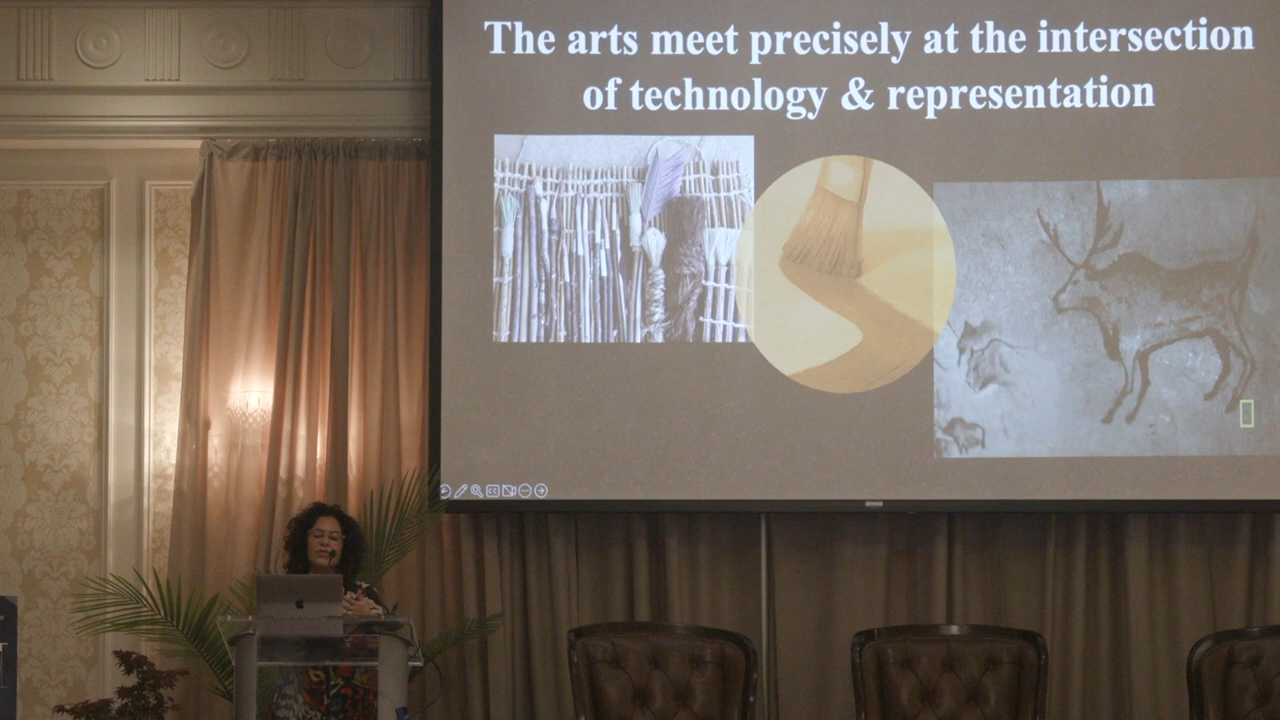 The arts meet precisely at the intersection
of technology & representation